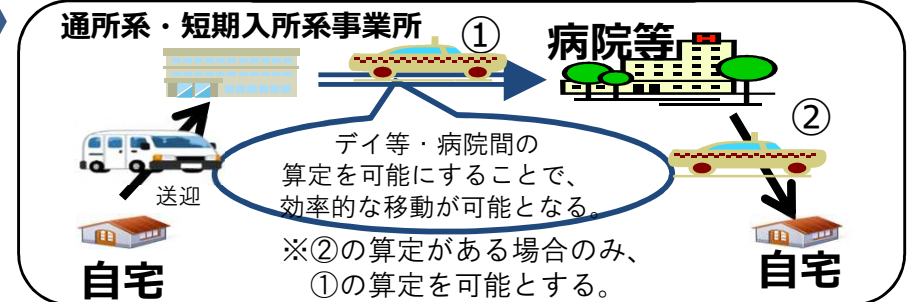 通所系・短期入所系事業所
①
病院等
②
デイ等・病院間の
算定を可能にすることで、
効率的な移動が可能となる。
送迎
※②の算定がある場合のみ、
①の算定を可能とする。
自宅
自宅